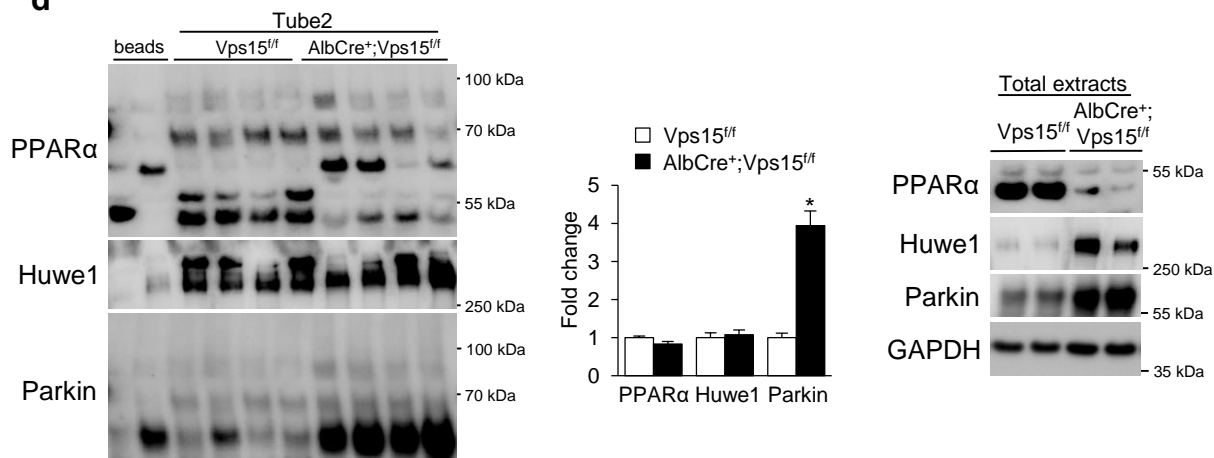 d
Tube2
beads Vps15f/f AlbCre+;Vps15f/f
100 kDa
PPARα
70 kDa
55 kDa
Huwe1
250 kDa
100 kDa
Parkin
70 kDa
Vps15f/f
AlbCre+;Vps15f/f
Fold change
5
4
3
2
1
0
*
PPARα Huwe1 Parkin
Total extracts
Vps15f/f AlbCre+;
Vps15f/f
PPARα
55 kDa
Huwe1
250 kDa
Parkin
55 kDa
GAPDH
35 kDa